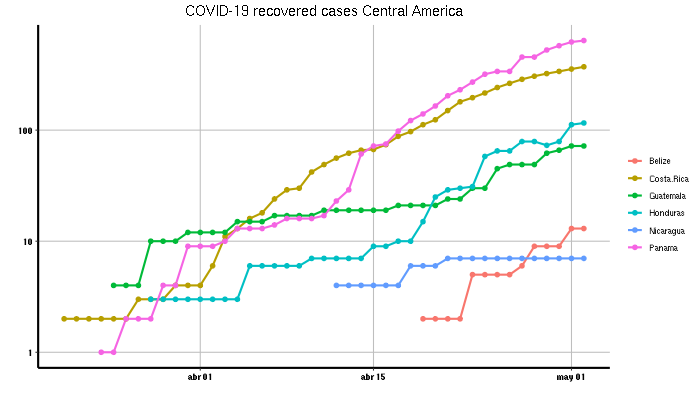 COVID-19 recovered cases Central America
100
10
1
abr 01
abr 15
may 01
Belize
Costa.Rica
Guatemala
Honduras
Nicaragua
Panama